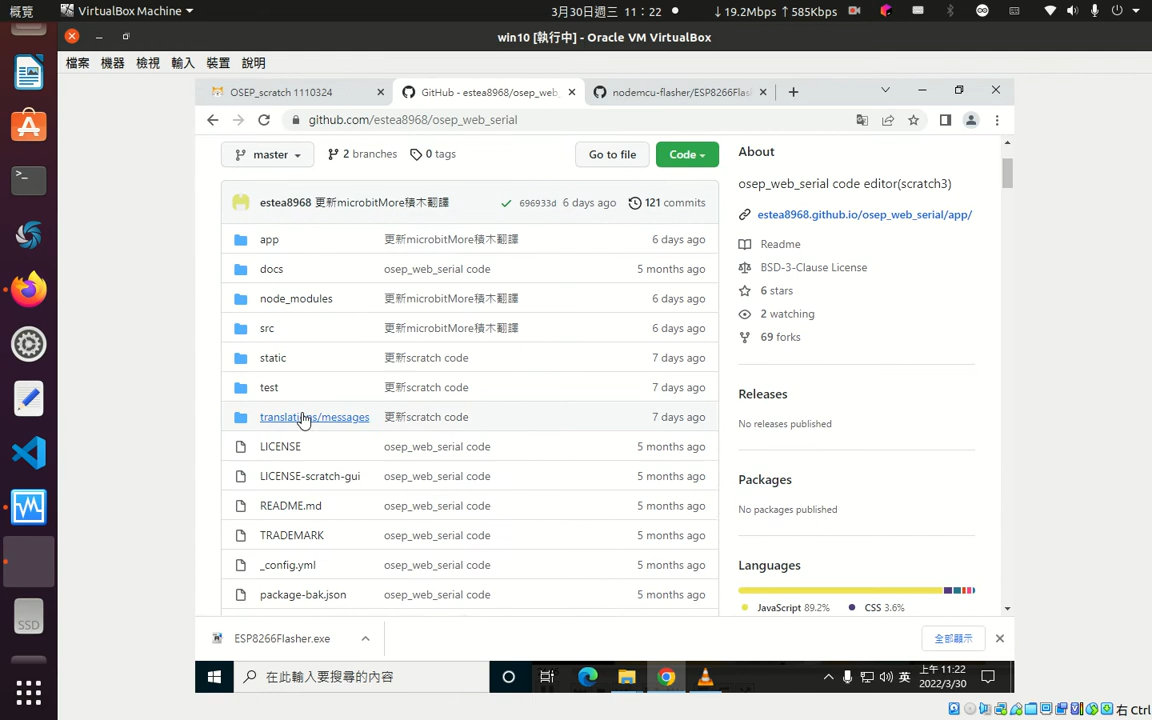 概覽
VirtualBox Machine
3月30日週三 11：22
↓19.2Mbps ↑585Kbps
win10 [執行中] - Oracle VM VirtualBox
檔案 機器 檢視 輸入 裝置 說明
OSEP_scratch 1110324
GitHub - estea8968/osep_web_
nodemcu-flasher/ESP8266Flas
github.com/estea8968/osep_web_serial
master
2 branches
0 tags
Go to file
Code
About
osep_web_serial code editor(scratch3)
estea8968 更新microbitMore積木翻譯
696933d 6 days ago
121 commits
estea8968.github.io/osep_web_serial/app/
app 更新microbitMore積木翻譯 6 days ago
Readme
docs osep_web_serial code 5 months ago
BSD-3-Clause License
node_modules 更新microbitMore積木翻譯 6 days ago
6 stars
2 watching
src 更新microbitMore積木翻譯 6 days ago
69 forks
static 更新scratch code 7 days ago
test 更新scratch code 7 days ago
Releases
translations/messages 更新scratch code 7 days ago
No releases published
LICENSE osep_web_serial code 5 months ago
LICENSE-scratch-gui osep_web_serial code 5 months ago
Packages
README.md osep_web_serial code 5 months ago
No packages published
TRADEMARK osep_web_serial code 5 months ago
_config.yml osep_web_serial code 5 months ago
Languages
package-bak.json osep_web_serial code 5 months ago
JavaScript 89.2% CSS 3.6%
ESP8266Flasher.exe
全部顯示
SSD
在此輸入要搜尋的內容
英
上午 11:22
2022/3/30
右 Ctrl